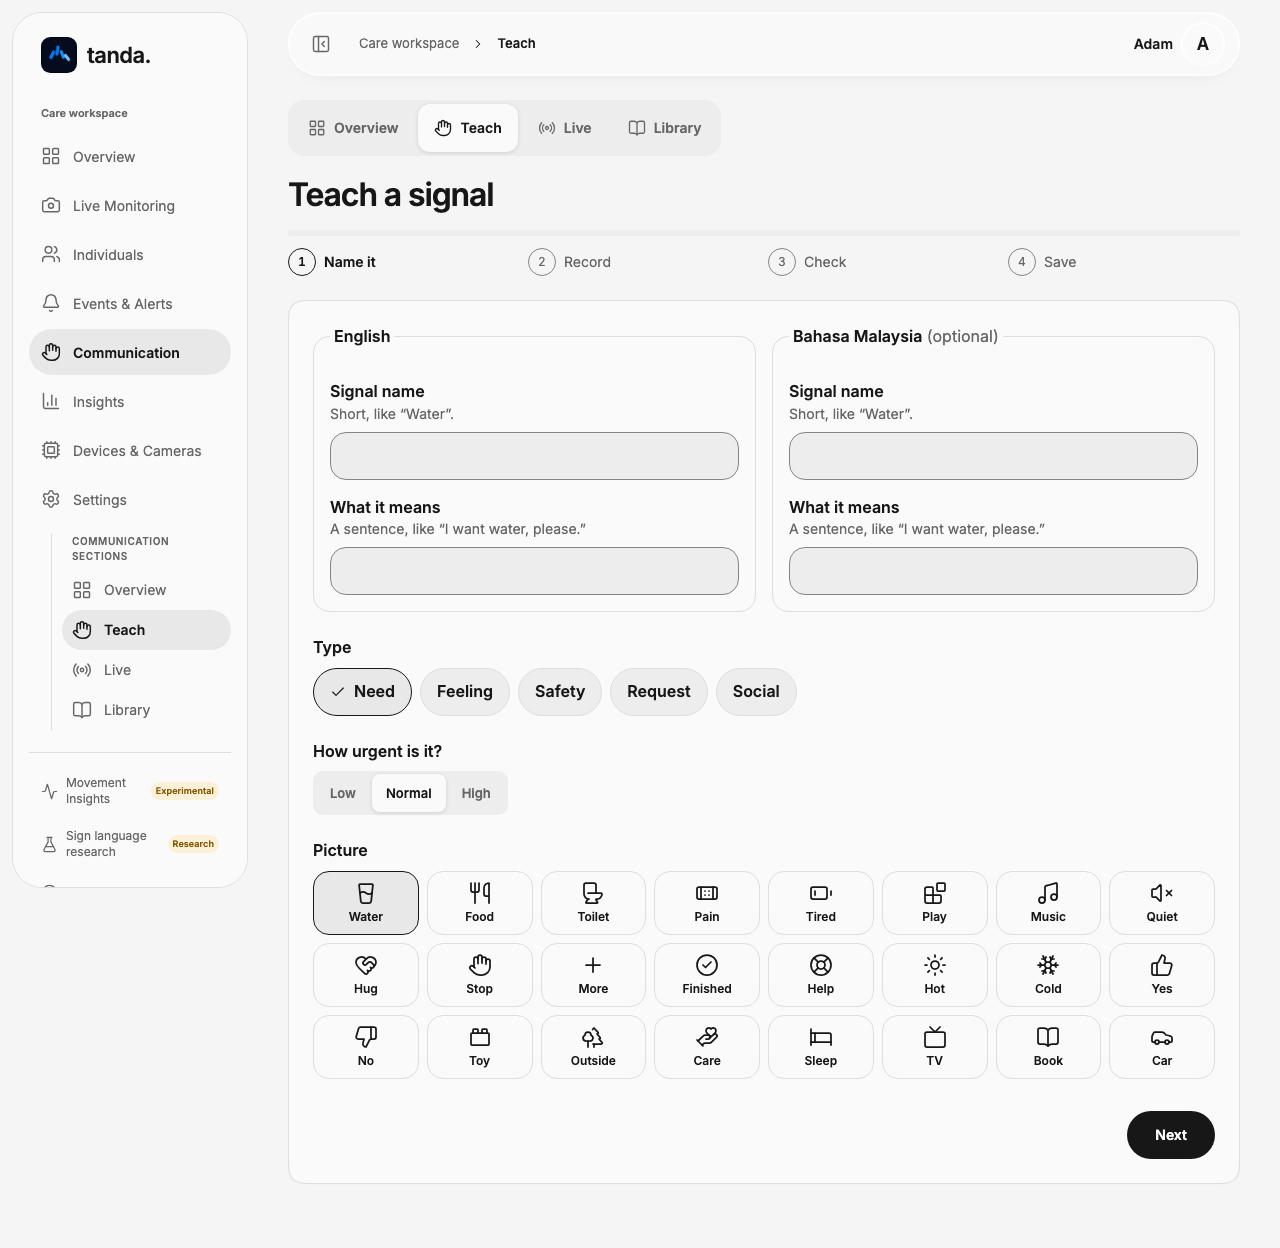 tanda.
Care workspace
Overview
Live Monitoring
Individuals
Events & Alerts
Communication
Insights
Devices & Cameras
Settings
COMMUNICATION
SECTIONS
Overview
Teach
Live
Library
Movement
Insights
Experimental
Sign language
research
Research
Care workspace
Teach
Adam
A
Overview
Teach
Live
Library
Teach a signal
1 Name it
2 Record
3 Check
4 Save
English
Signal name
Short, like “Water”.
What it means
A sentence, like “I want water, please.”
Bahasa Malaysia (optional)
Signal name
Short, like “Water”.
What it means
A sentence, like “I want water, please.”
Type
Need
Feeling
Safety
Request
Social
How urgent is it?
Low
Normal
High
Picture
Water
Food
Toilet
Pain
Tired
Play
Music
Quiet
Hug
Stop
More
Finished
Help
Hot
Cold
Yes
No
Toy
Outside
Care
Sleep
TV
Book
Car
Next